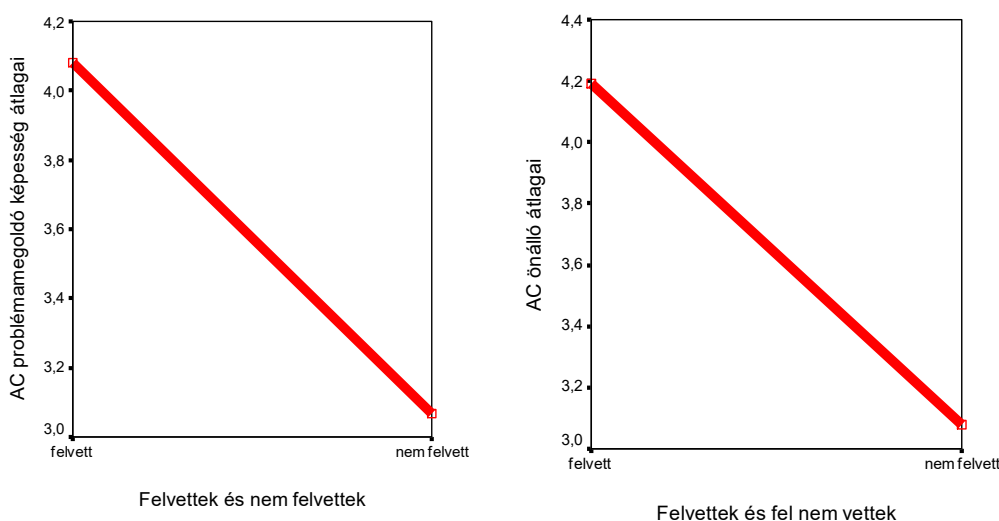 AC problémamegoldó képesség átlagai
4,2
4,0
3,8
3,6
3,4
3,2
3,0
felvett
nem felvett
Felvettek és nem felvettek
AC önálló átlagai
4,4
4,2
4,0
3,8
3,6
3,4
3,2
3,0
felvett
nem felvett
Felvettek és fel nem vettek